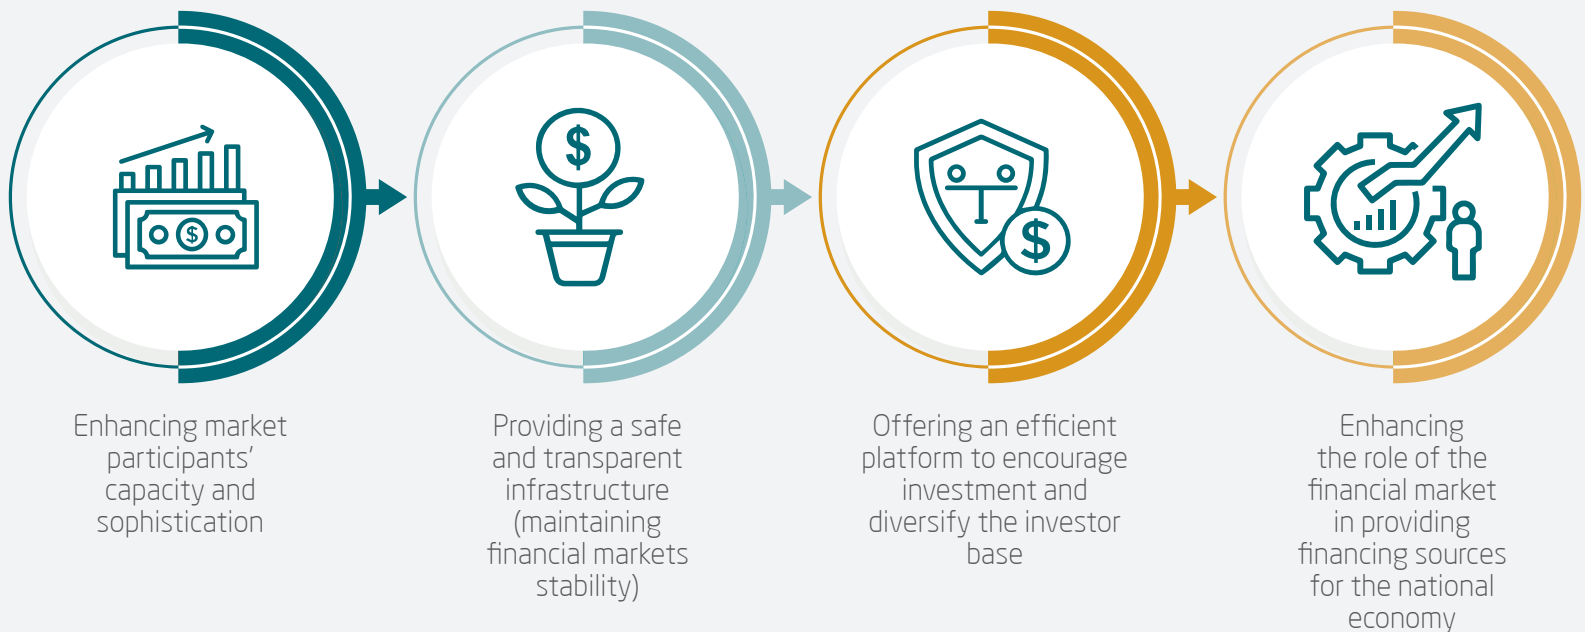 $
$
$
Enhancing market
participants’
capacity and
sophistication
Providing a safe
and transparent
infrastructure
(maintaining
financial markets
stability)
Offering an efficient
platform to encourage
investment and
diversify the investor
base
Enhancing
the role of the
financial market
in providing
financing sources
for the national
economy